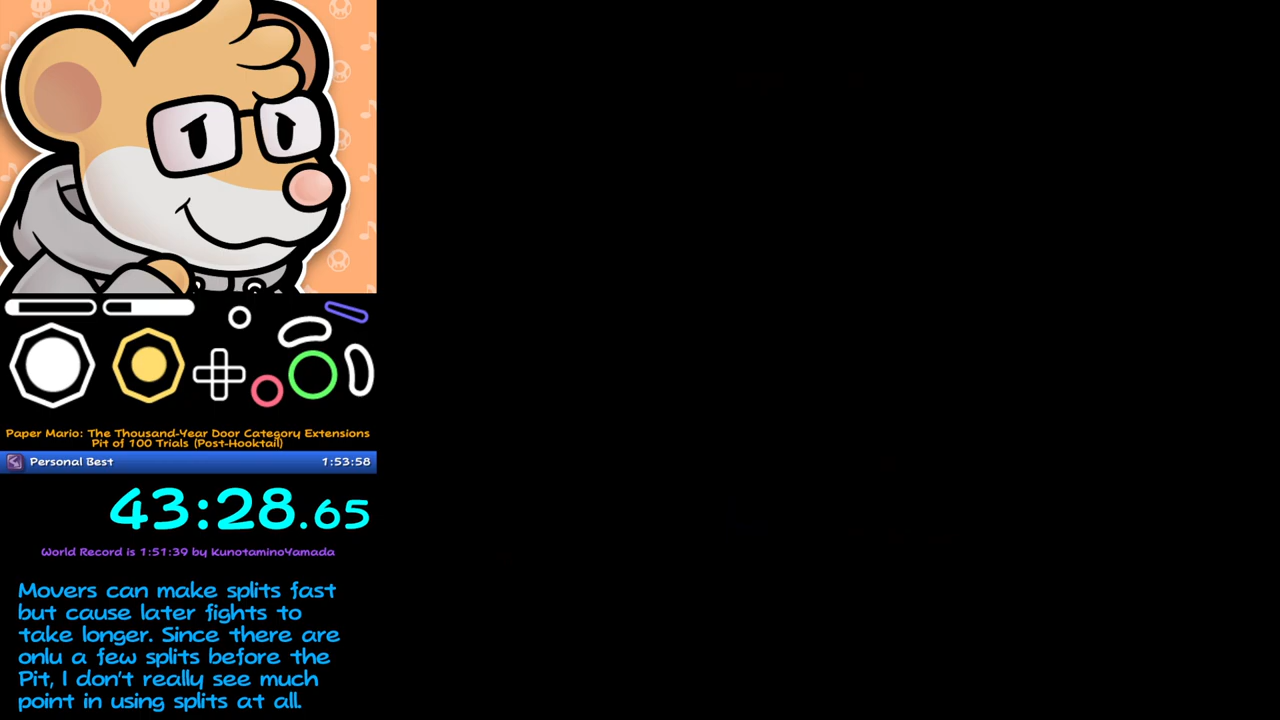 Paper Mario: The Thousand-Year Door Category Extensions
Pit of 100 Trials (Post-Hooktail)
Personal Best 1:53:58
43:28.65
World Record is 1:51:39 by KunotaminoYamada
Movers can make splits fast
but cause later fights to
take longer. Since there are
onlu a few splits before the
Pit, I don't really see much
point in using splits at all.